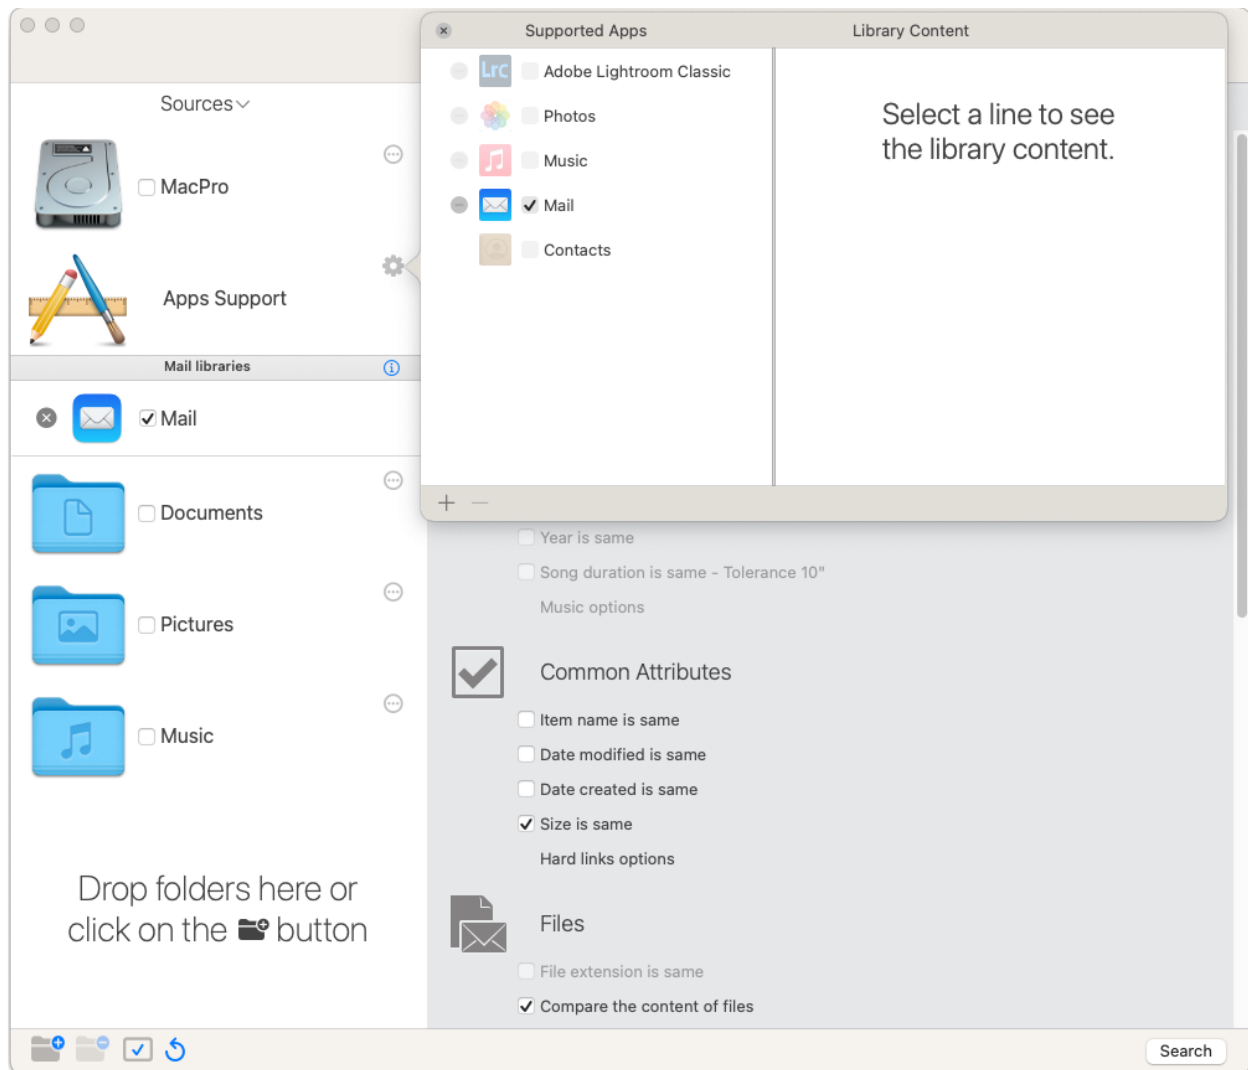 Supported Apps
Library Content
Lrc
Adobe Lightroom Classic
Photos
Music
Mail
Contacts
Select a line to see
the library content.
Sources
MacPro
Apps Support
Mail libraries
Mail
Documents
Pictures
Music
Drop folders here or
click on the button
Year is same
Song duration is same - Tolerance 10"
Music options
Common Attributes
Item name is same
Date modified is same
Date created is same
Size is same
Hard links options
Files
File extension is same
Compare the content of files
Search